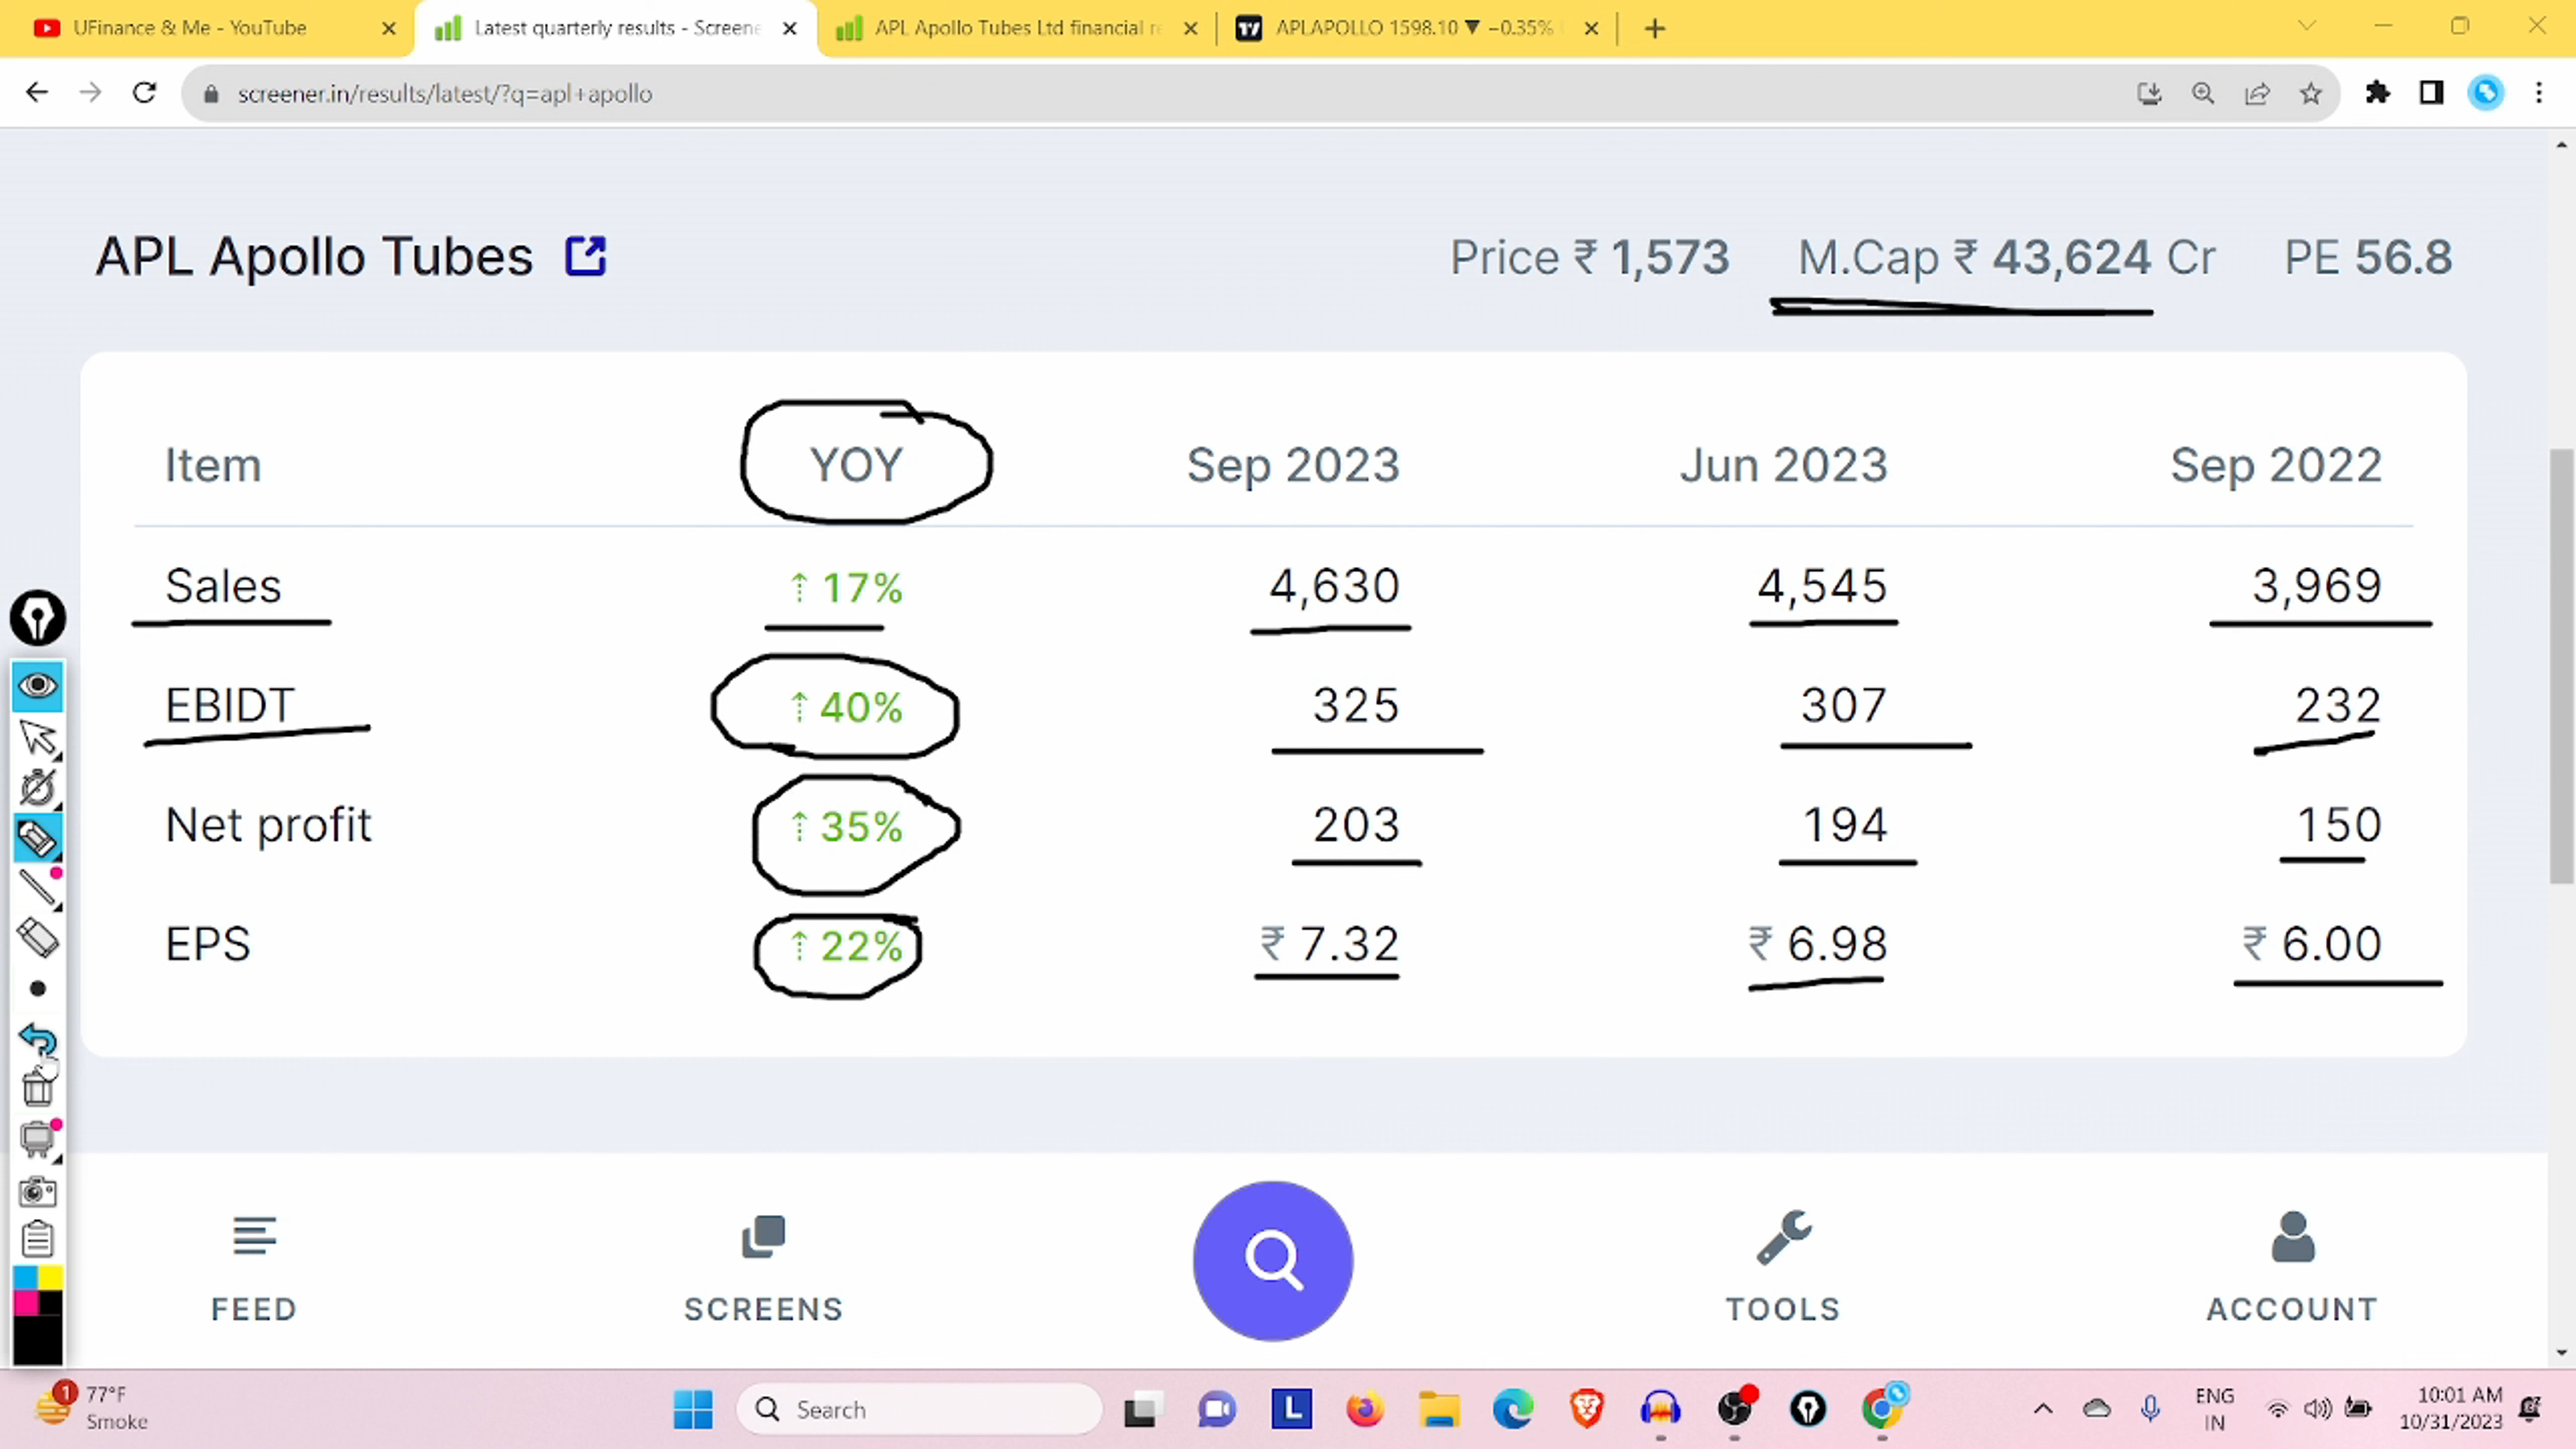 UFinance & Me - YouTube
Latest quarterly results - Screene
APL Apollo Tubes Ltd financial re
APLAPOLLO 1598.10 ▼ −0.35%
screener.in/results/latest/?q=apl+apollo
APL Apollo Tubes
Price ₹ 1,573 M.Cap ₹ 43,624 Cr PE 56.8
Item YOY Sep 2023 Jun 2023 Sep 2022
Sales ⇡ 17% 4,630 4,545 3,969
EBIDT ⇡ 40% 325 307 232
Net profit ⇡ 35% 203 194 150
EPS ⇡ 22% ₹ 7.32 ₹ 6.98 ₹ 6.00
FEED SCREENS TOOLS ACCOUNT
1
77°F
Smoke
Search
L
ENG
IN
10:01 AM
10/31/2023